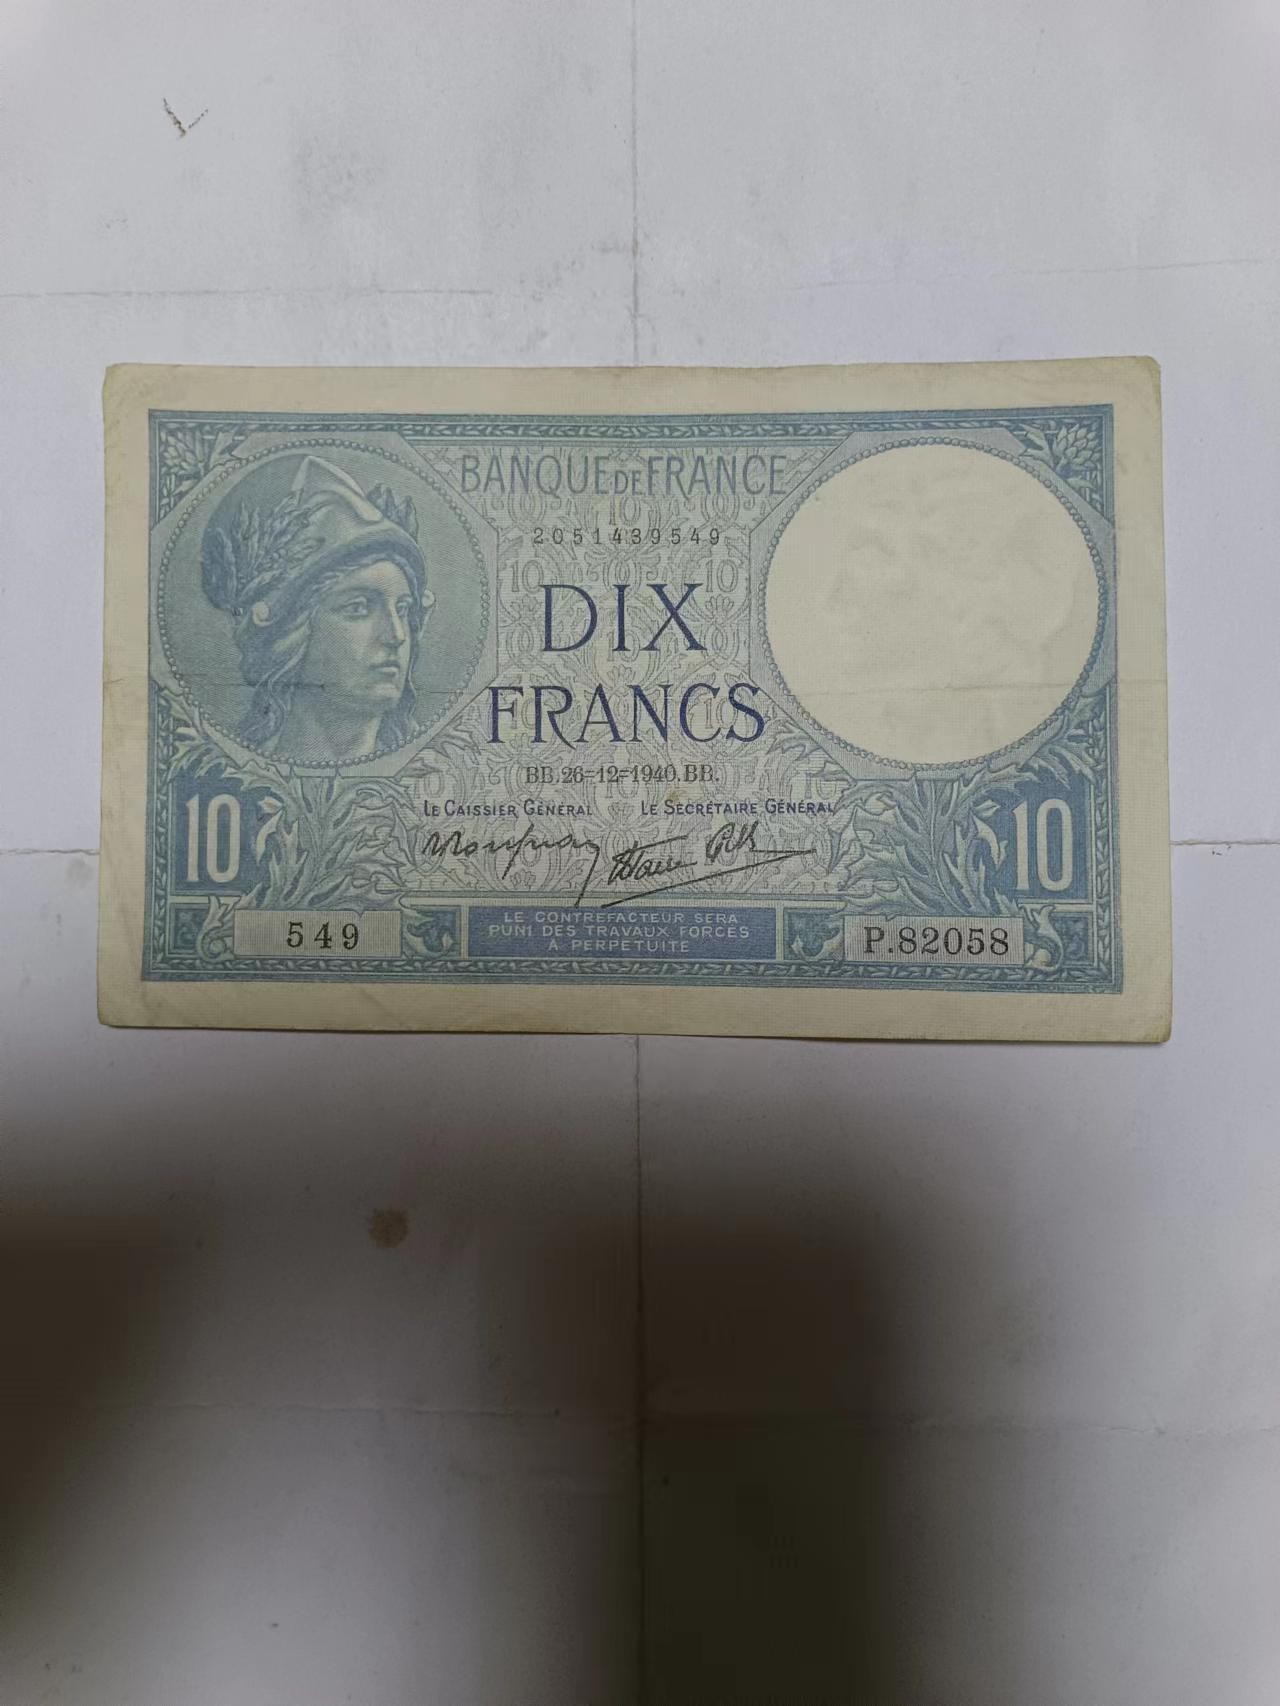 BANQUE DE FRANCE
2051439549
DIX
FRANCS
BB.26=12=1940.BB.
LE CAISSIER GÉNÉRAL LE SECRÉTAIRE GÉNÉRAL
10 10
549
LE CONTREFACTEUR SERA
PUNI DES TRAVAUX FORCÉS
À PERPÉTUITÉ
P.82058